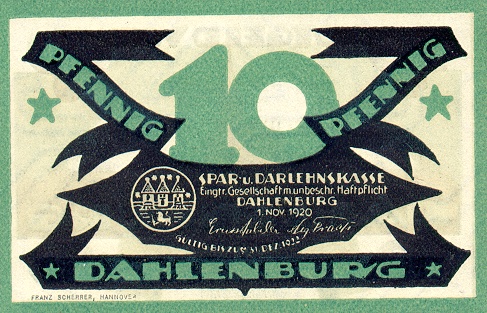 PFENNIG 10 PFENNIG
SPAR- u. DARLEHNSKASSE
Eingtr. Gesellschaft m. unbeschr. Haftpflicht
DAHLENBURG
1. NOV. 1920
GÜLTIG BIS ZUM 31. DEZ. 1922
DAHLENBURG
FRANZ SCHERRER, HANNOVER